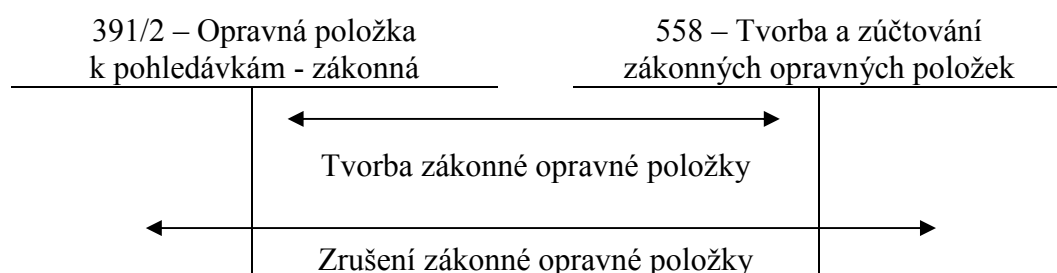 391/2 – Opravná položka
k pohledávkám - zákonná
558 – Tvorba a zúčtování
zákonných opravných položek
Tvorba zákonné opravné položky
Zrušení zákonné opravné položky